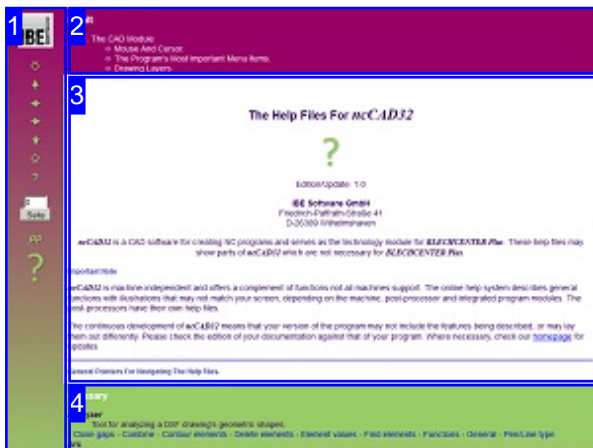 1
IBE
Seite
?
2
The CAD Module
Mouse And Cursor.
The Program's Most Important Menu Items.
Drawing Layers
3
The Help Files For ncCAD32
?
Edition/Update: 1.0
IBE Software GmbH
Friedrich-Paffrath-Straße 41
D-26389 Wilhelmshaven
ncCAD32 is a CAD software for creating NC programs and serves as the technology module for BLECHCENTER Plus. These help files may
show parts of ncCAD32 which are not necessary for BLECHCENTER Plus.
Important Note
ncCAD32 is machine independent and offers a complement of functions not all machines support. The online help system describes general
functions with illustrations that may not match your screen, depending on the machine, post-processor and integrated program modules. The
post-processors have their own help files.
The continuous development of ncCAD32 means that your version of the program may not include the features being described, or may lay
them out differently. Please check the edition of your documentation against that of your program. Where necessary, check our homepage for
updates.
General Pointers For Navigating The Help Files.
4
Tool for analyzing a DXF drawing's geometric shapes.
Close gaps - Combine - Contour elements - Delete elements - Element values - Find elements - Functions - General - Pen/Line type